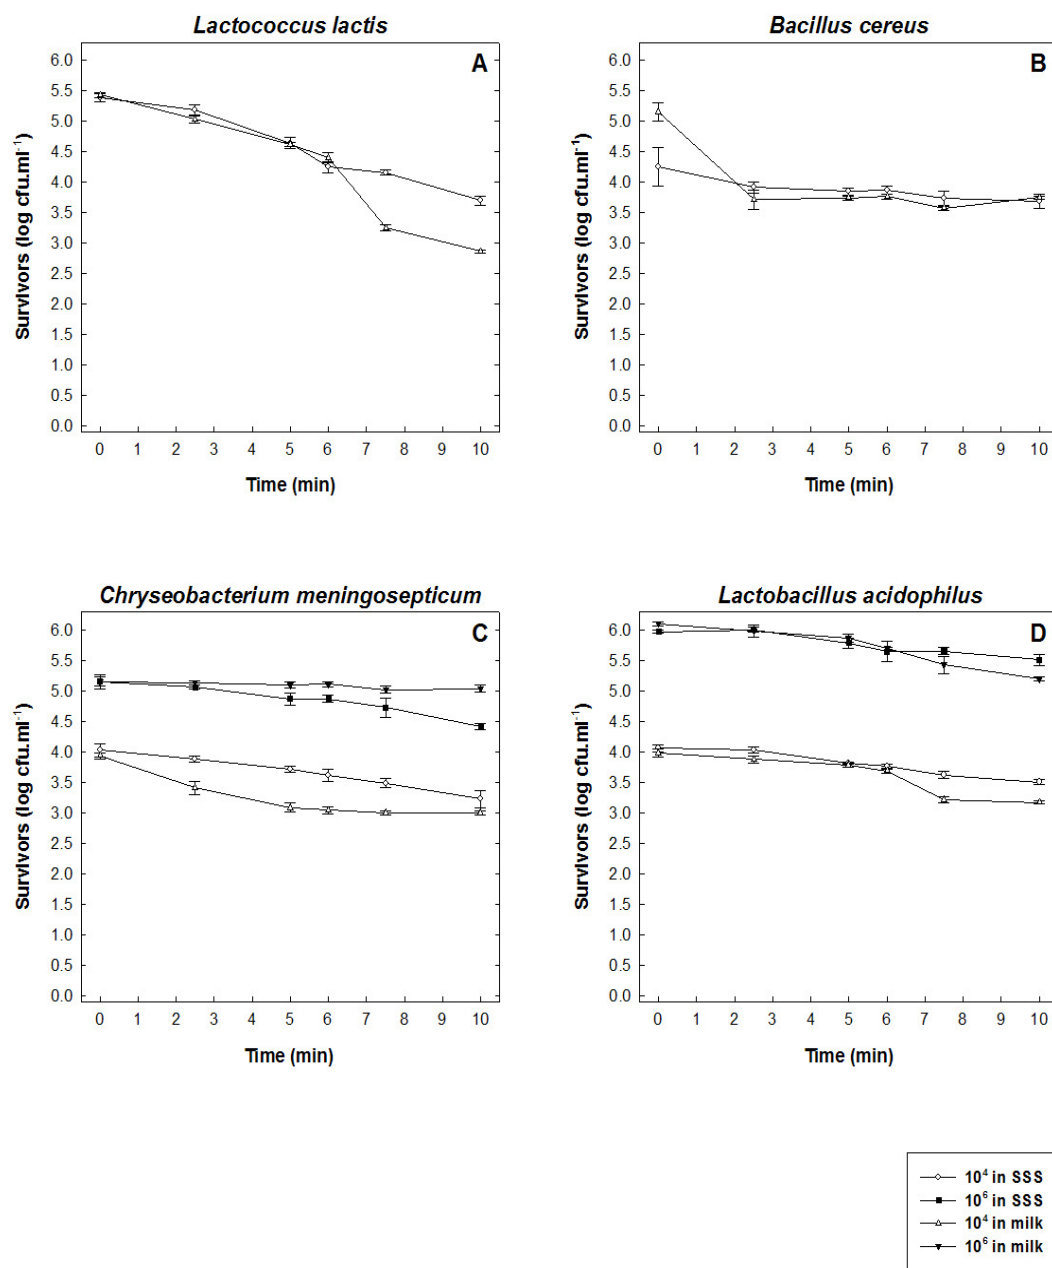 Lactococcus lactis
A
6.0
5.5
5.0
4.5
4.0
3.5
3.0
2.5
2.0
1.5
1.0
0.5
0.0
Survivors (log cfu.ml-1)
0 1 2 3 4 5 6 7 8 9 10
Time (min)
Bacillus cereus
B
6.0
5.5
5.0
4.5
4.0
3.5
3.0
2.5
2.0
1.5
1.0
0.5
0.0
Survivors (log cfu.ml-1)
0 1 2 3 4 5 6 7 8 9 10
Time (min)
Chryseobacterium meningosepticum
C
6.0
5.5
5.0
4.5
4.0
3.5
3.0
2.5
2.0
1.5
1.0
0.5
0.0
Survivors (log cfu.ml-1)
0 1 2 3 4 5 6 7 8 9 10
Time (min)
Lactobacillus acidophilus
D
6.0
5.5
5.0
4.5
4.0
3.5
3.0
2.5
2.0
1.5
1.0
0.5
0.0
Survivors (log cfu.ml-1)
0 1 2 3 4 5 6 7 8 9 10
Time (min)
10^4 in SSS
10^6 in SSS
10^4 in milk
10^6 in milk